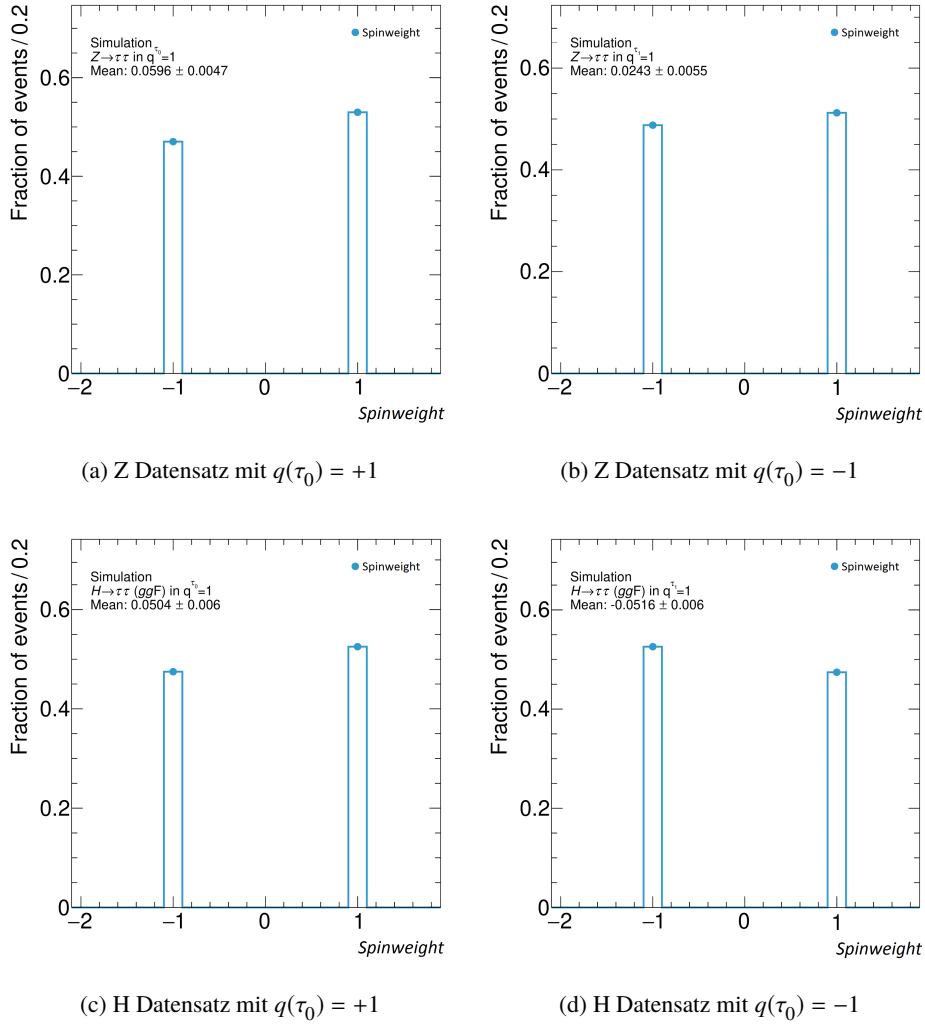 Fraction of events / 0.2
Simulation
Z→ττ in q^τ₀=1
Mean: 0.0596 ± 0.0047
Spinweight
0.6
0.4
0.2
0
−2 −1 0 1
Spinweight
(a) Z Datensatz mit q(τ₀) = +1
Fraction of events / 0.2
Simulation
Z→ττ in q^τ₁=1
Mean: 0.0243 ± 0.0055
Spinweight
0.6
0.4
0.2
0
−2 −1 0 1
Spinweight
(b) Z Datensatz mit q(τ₀) = −1
Fraction of events / 0.2
Simulation
H→ττ (ggF) in q^τ₀=1
Mean: 0.0504 ± 0.006
Spinweight
0.6
0.4
0.2
0
−2 −1 0 1
Spinweight
(c) H Datensatz mit q(τ₀) = +1
Fraction of events / 0.2
Simulation
H→ττ (ggF) in q^τ₁=1
Mean: -0.0516 ± 0.006
Spinweight
0.6
0.4
0.2
0
−2 −1 0 1
Spinweight
(d) H Datensatz mit q(τ₀) = −1